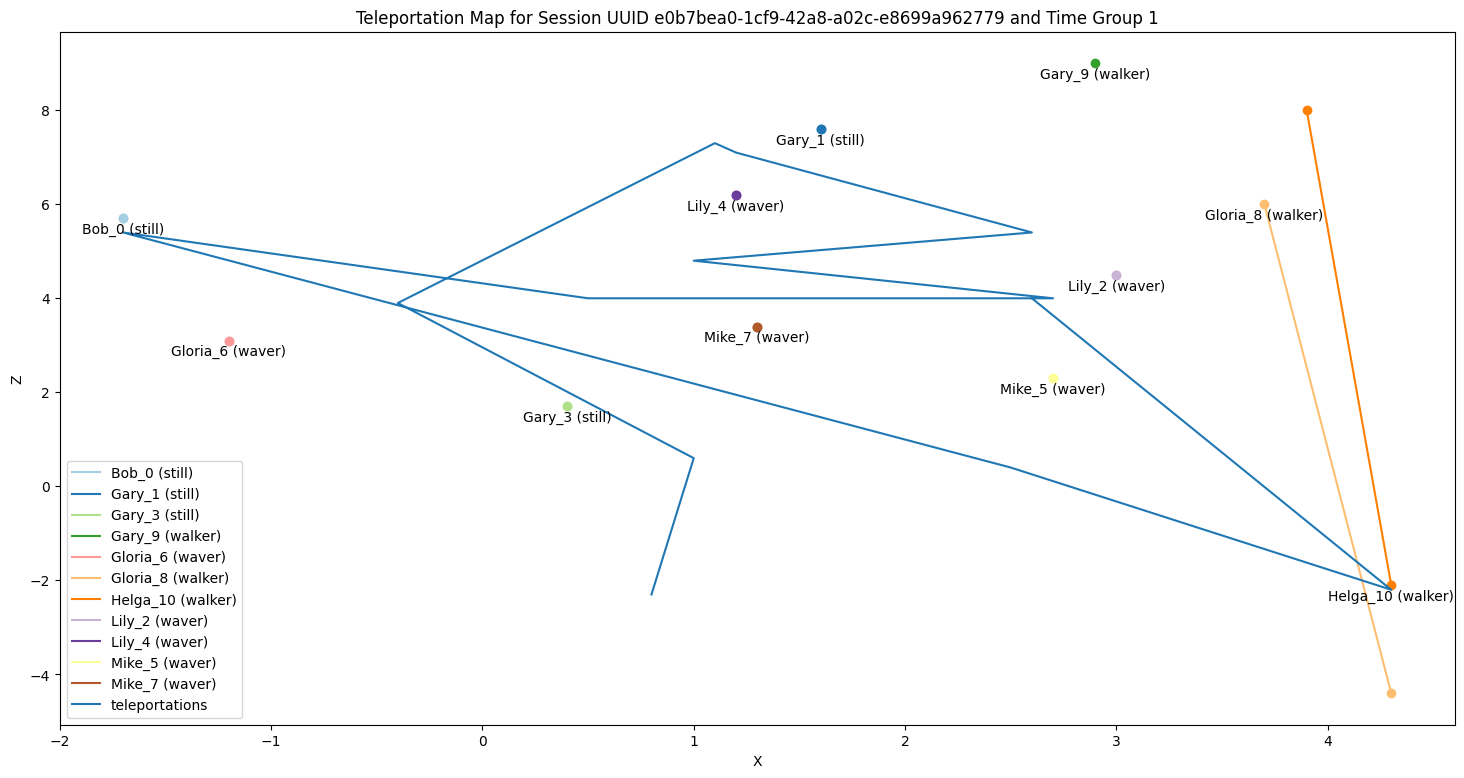 Teleportation Map for Session UUID e0b7bea0-1cf9-42a8-a02c-e8699a962779 and Time Group 1
Gary_9 (walker)
Gary_1 (still)
Lily_4 (waver)
Gloria_8 (walker)
Bob_0 (still)
Lily_2 (waver)
Mike_7 (waver)
Gloria_6 (waver)
Mike_5 (waver)
Gary_3 (still)
Helga_10 (walker)
8
6
4
2
0
−2
−4
Z
Bob_0 (still)
Gary_1 (still)
Gary_3 (still)
Gary_9 (walker)
Gloria_6 (waver)
Gloria_8 (walker)
Helga_10 (walker)
Lily_2 (waver)
Lily_4 (waver)
Mike_5 (waver)
Mike_7 (waver)
teleportations
−2 −1 0 1 2 3 4
X